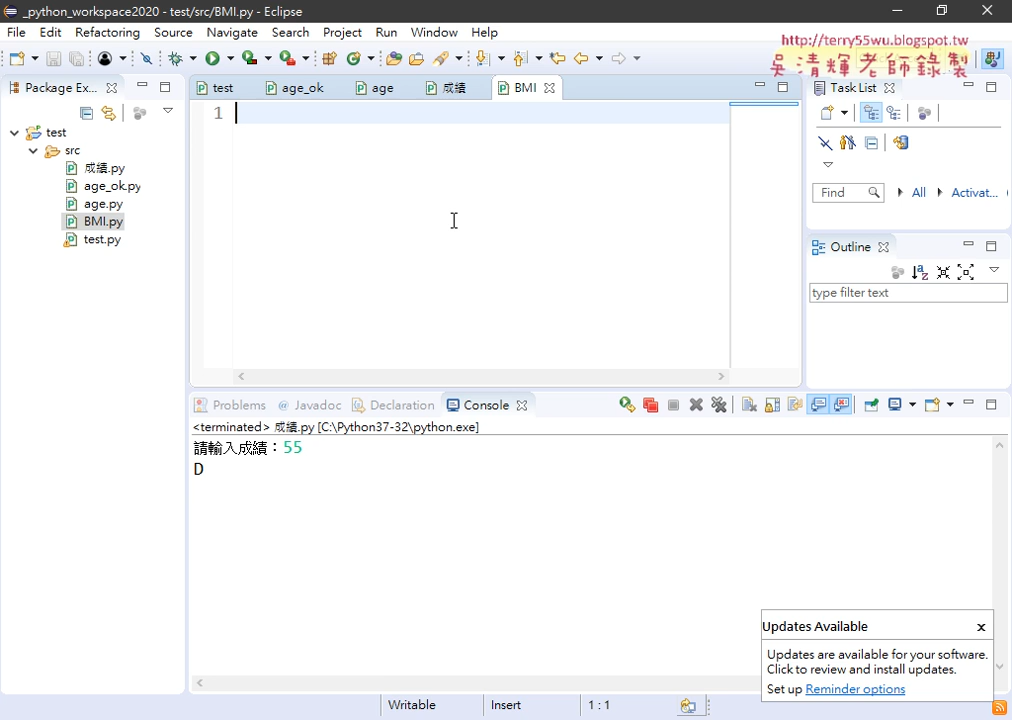 _python_workspace2020 - test/src/BMI.py - Eclipse
File Edit Refactoring Source Navigate Search Project Run Window Help
http://terry55wu.blogspot.tw
吳清輝老師錄製
Package Ex...
test age_ok age 成績 BMI
Task List
1
test
src
成績.py
age_ok.py
age.py
BMI.py
test.py
Find All Activat...
Outline
type filter text
Problems Javadoc Declaration Console
<terminated> 成績.py [C:\Python37-32\python.exe]
請輸入成績：55
D
Updates Available
Updates are available for your software.
Click to review and install updates.
Set up Reminder options
Writable Insert 1 : 1